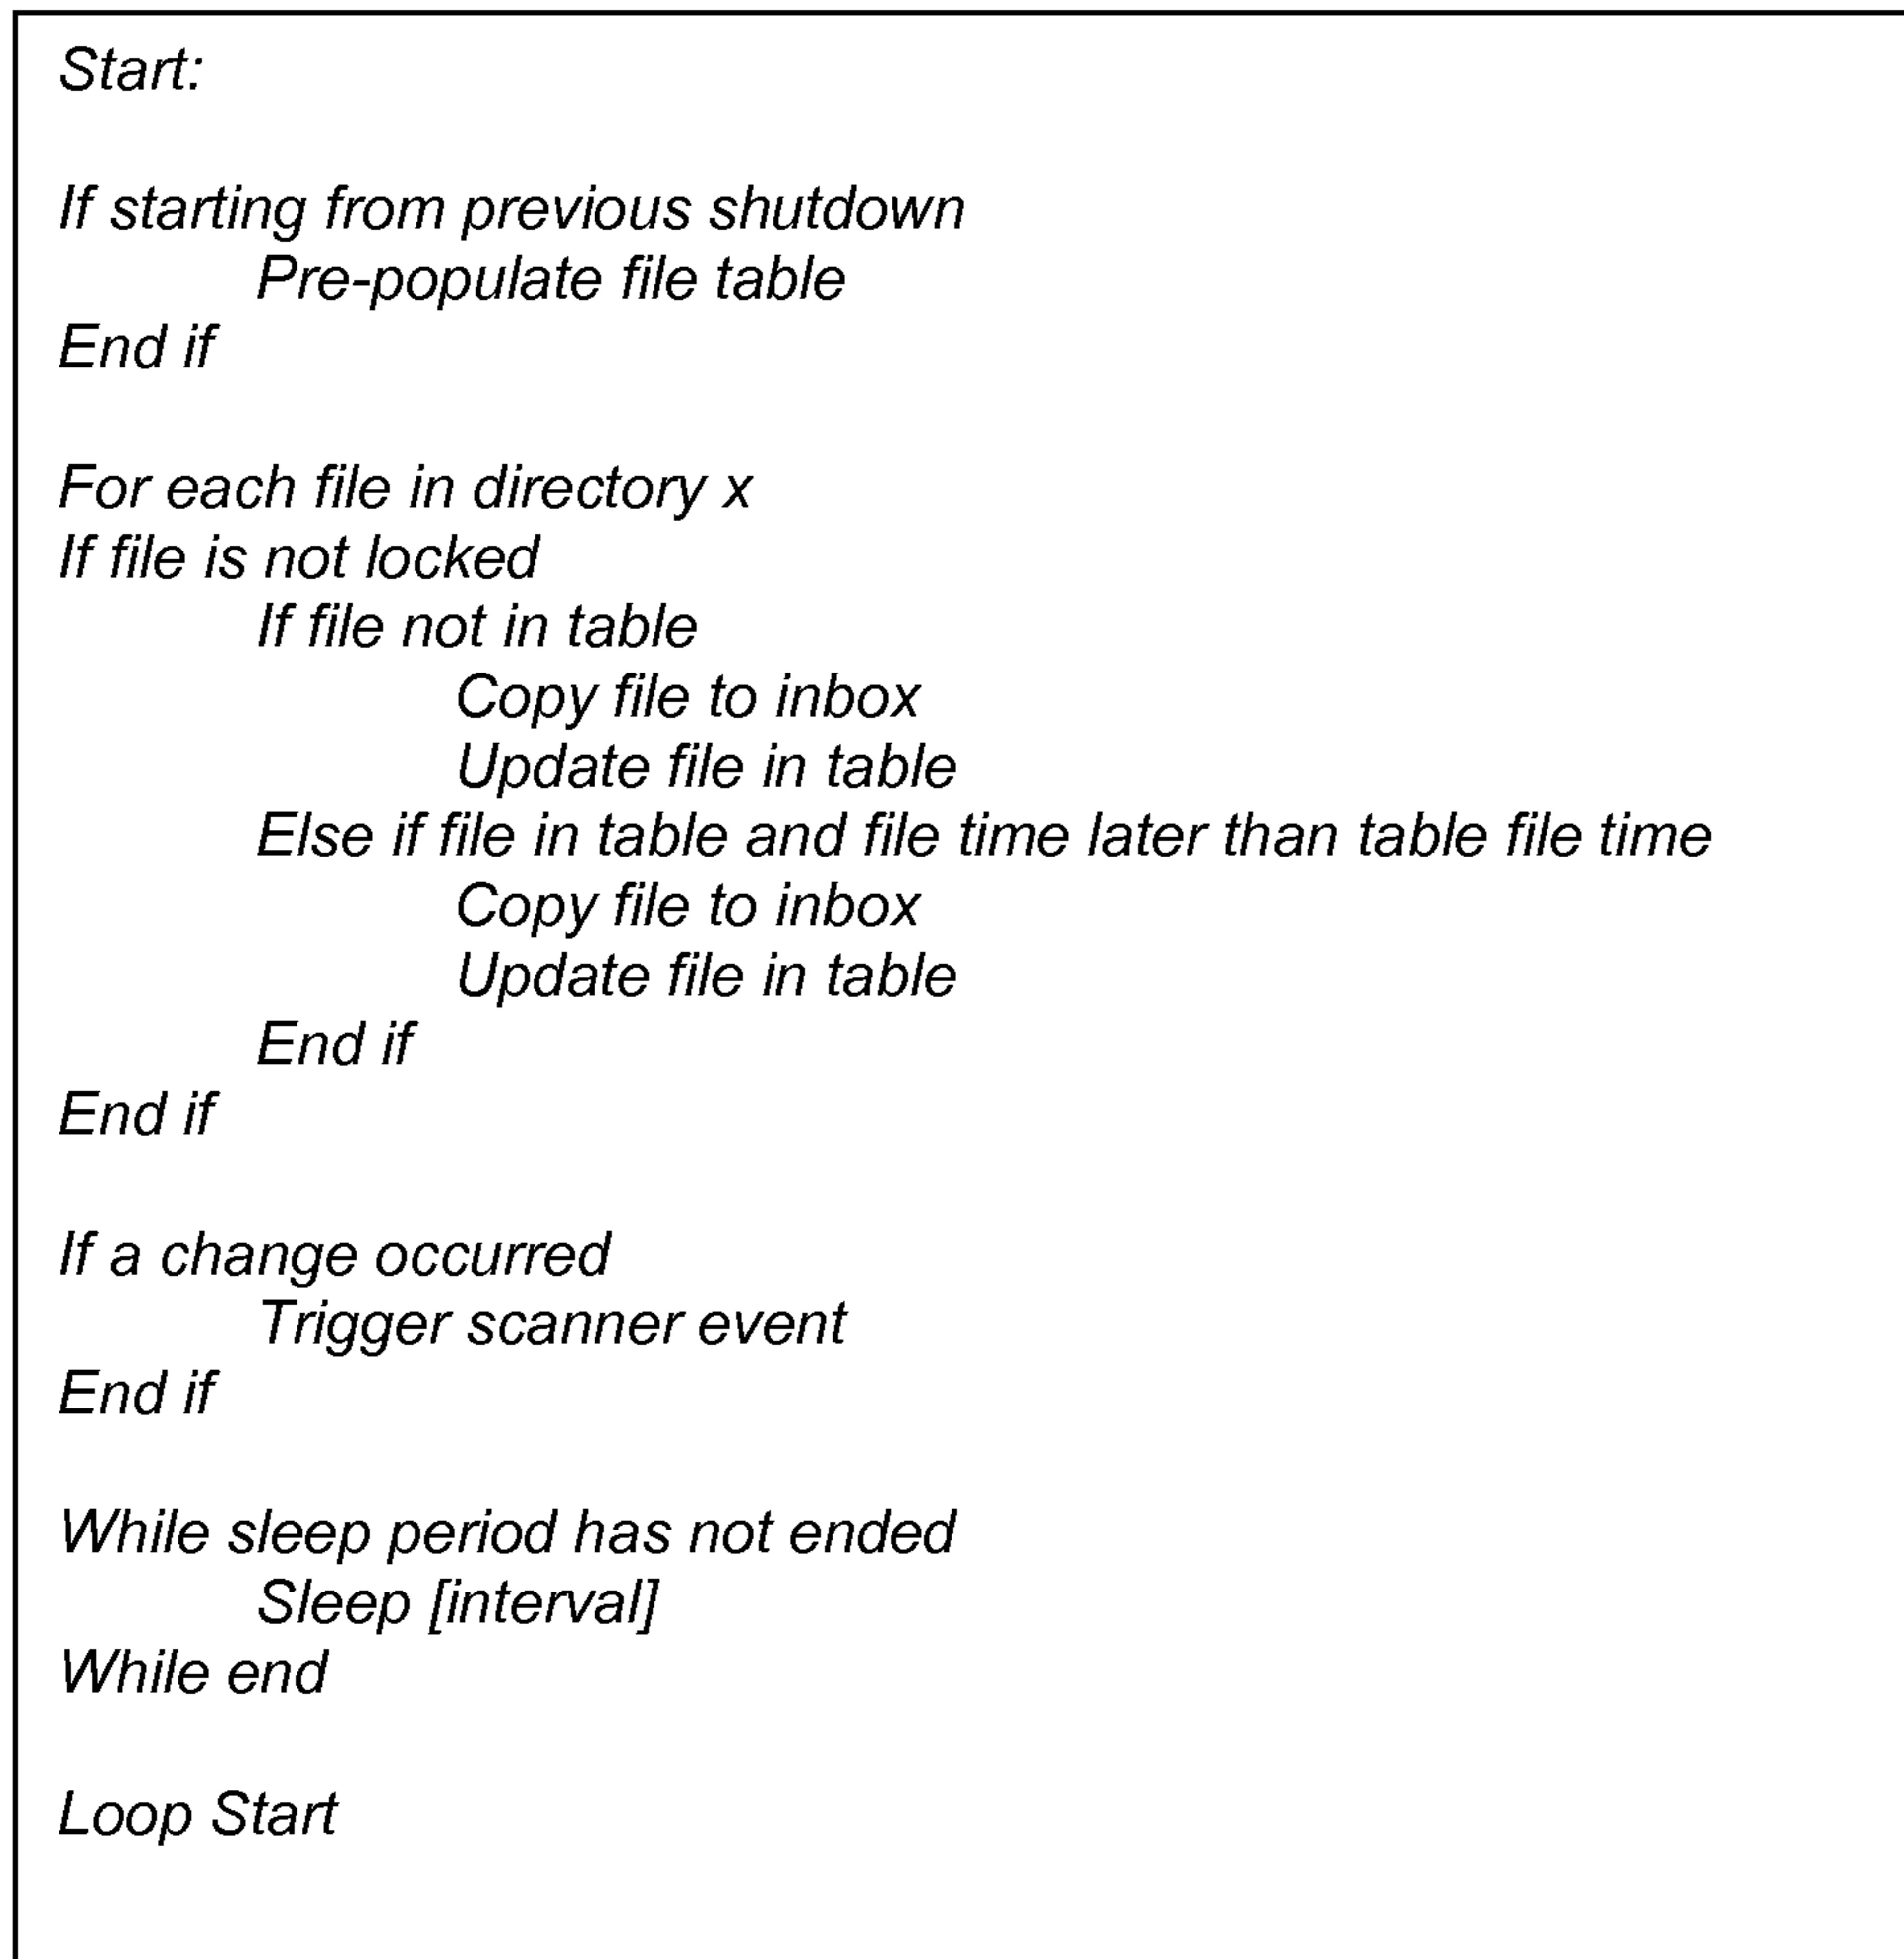 Start:
If starting from previous shutdown
Pre-populate file table
End if
For each file in directory x
If file is not locked
If file not in table
Copy file to inbox
Update file in table
Else if file in table and file time later than table file time
Copy file to inbox
Update file in table
End if
End if
If a change occurred
Trigger scanner event
End if
While sleep period has not ended
Sleep [interval]
While end
Loop Start